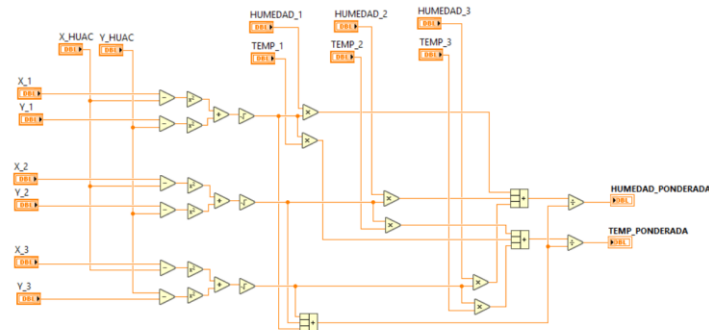 HUMEDAD_1
HUMEDAD_2
HUMEDAD_3
DBL
DBL
DBL
X_HUAC
Y_HUAC
TEMP_1
TEMP_2
TEMP_3
DBL
DBL
DBL
DBL
DBL
X_1
DBL
Y_1
DBL
X_2
DBL
Y_2
DBL
HUMEDAD_PONDERADA
DBL
TEMP_PONDERADA
DBL
X_3
DBL
Y_3
DBL